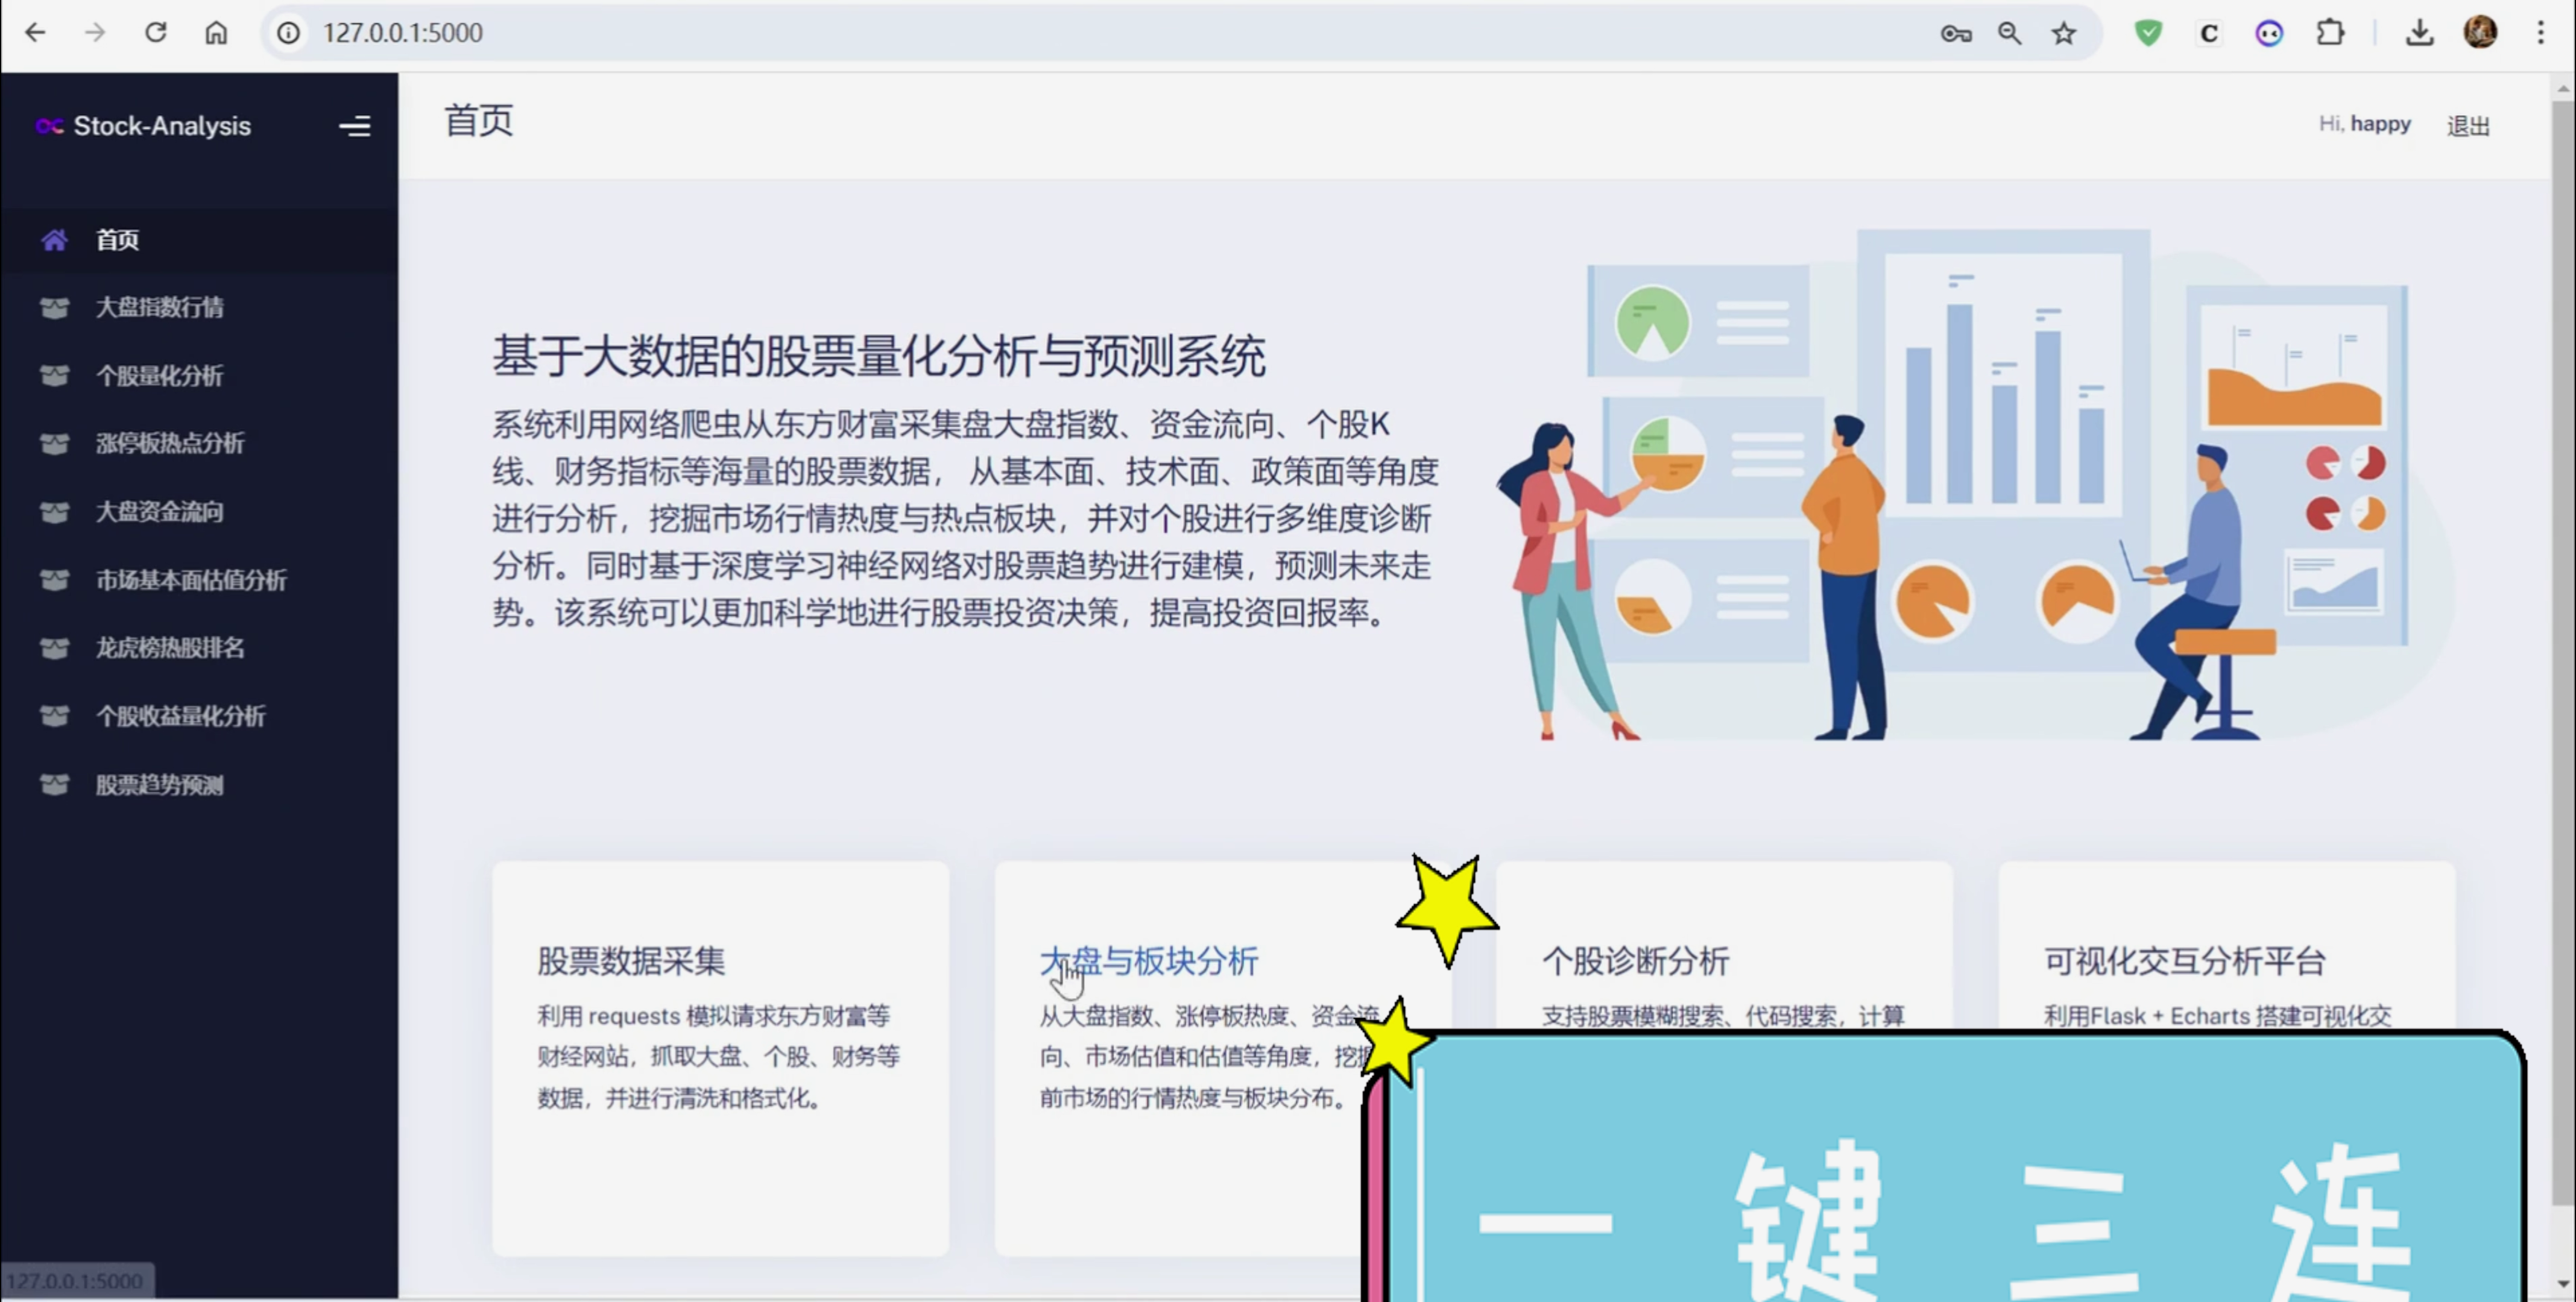 127.0.0.1:5000
Stock-Analysis
首页
Hi, happy 退出
首页
大盘指数行情
个股量化分析
涨停板热点分析
大盘资金流向
市场基本面估值分析
龙虎榜热股排名
个股收益量化分析
股票趋势预测
基于大数据的股票量化分析与预测系统
系统利用网络爬虫从东方财富采集盘大盘指数、资金流向、个股K
线、财务指标等海量的股票数据， 从基本面、技术面、政策面等角度
进行分析，挖掘市场行情热度与热点板块，并对个股进行多维度诊断
分析。同时基于深度学习神经网络对股票趋势进行建模，预测未来走
势。该系统可以更加科学地进行股票投资决策，提高投资回报率。
股票数据采集
利用 requests 模拟请求东方财富等
财经网站，抓取大盘、个股、财务等
数据，并进行清洗和格式化。
大盘与板块分析
从大盘指数、涨停板热度、资金流
向、市场估值和估值等角度，挖掘
前市场的行情热度与板块分布。
个股诊断分析
支持股票模糊搜索、代码搜索，计算
可视化交互分析平台
利用Flask + Echarts 搭建可视化交
一键三连
127.0.0.1:5000